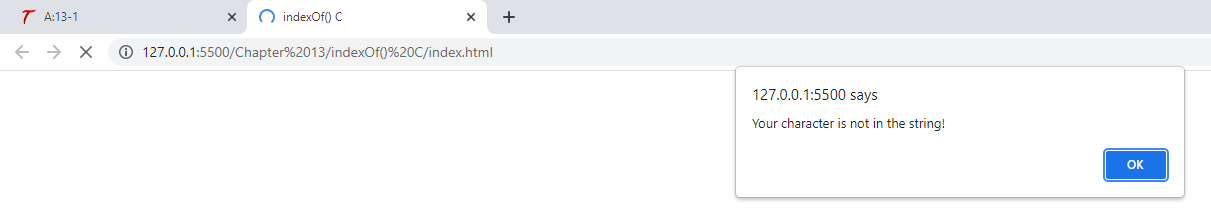 A:13-1
indexOf() C
127.0.0.1:5500/Chapter%2013/indexOf()%20C/index.html
127.0.0.1:5500 says
Your character is not in the string!
OK